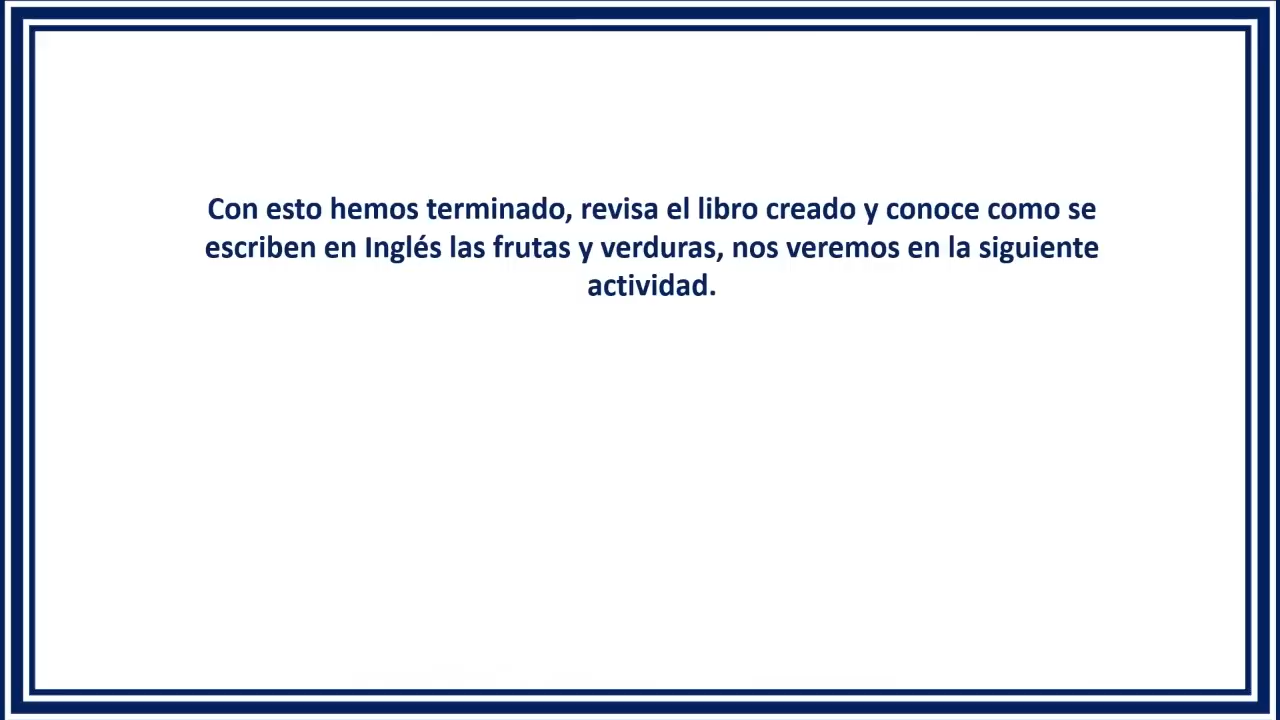 Con esto hemos terminado, revisa el libro creado y conoce como se
escriben en Inglés las frutas y verduras, nos veremos en la siguiente
actividad.